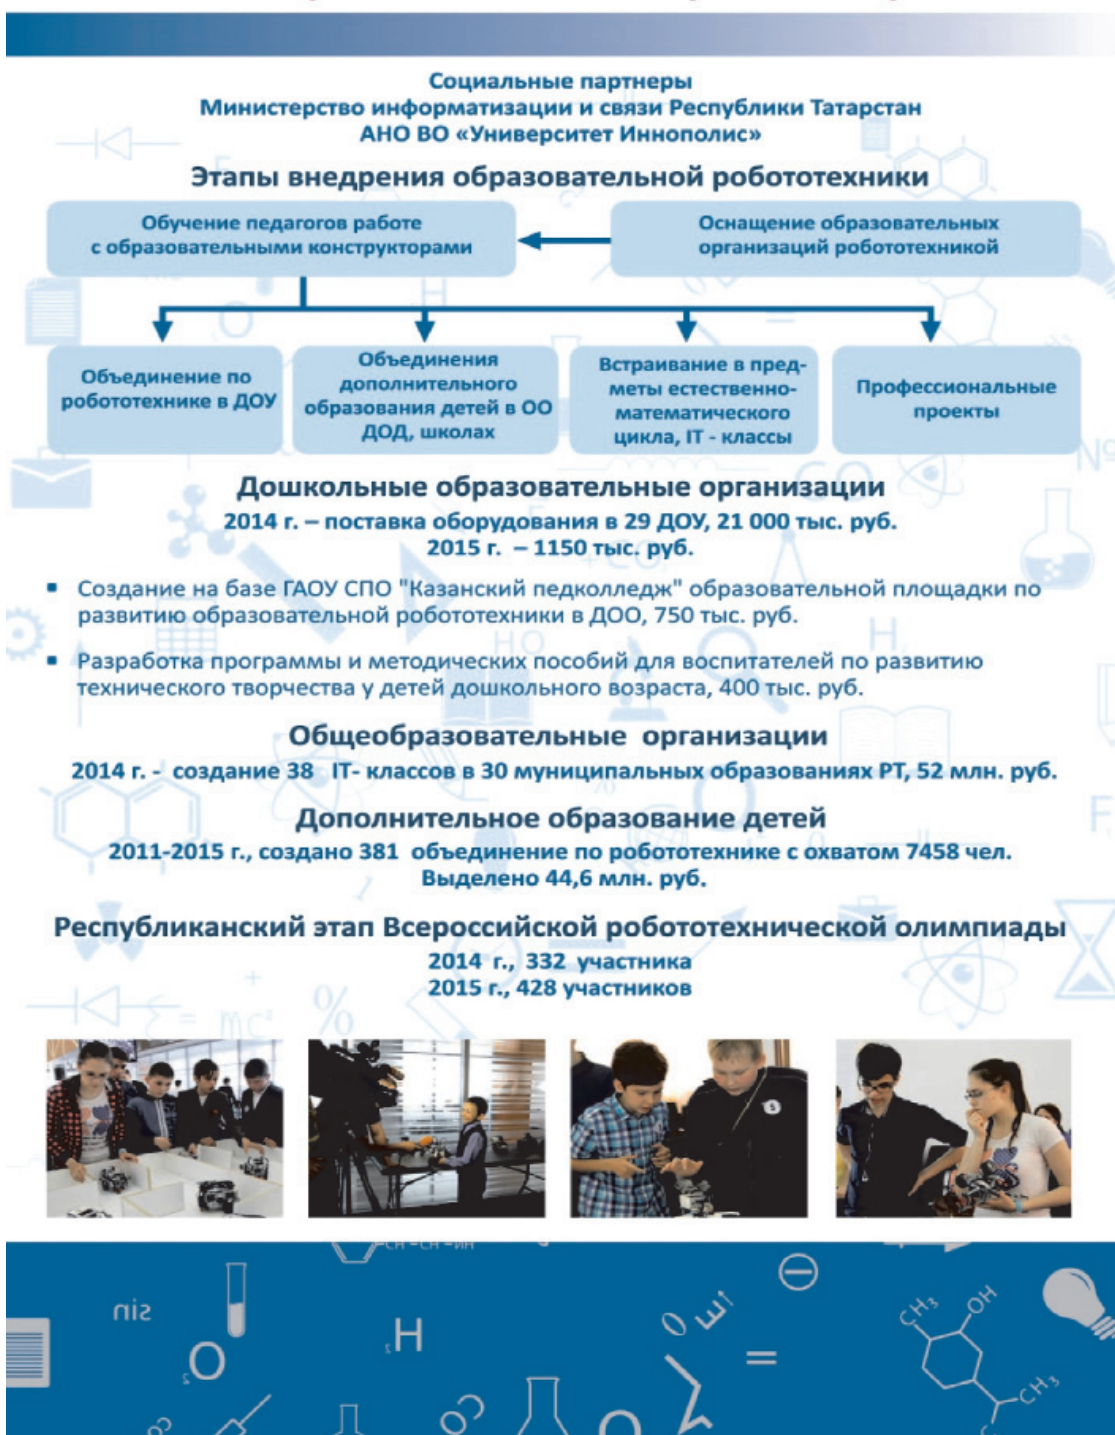 Социальные партнеры
Министерство информатизации и связи Республики Татарстан
АНО ВО «Университет Иннополис»
Этапы внедрения образовательной робототехники
Обучение педагогов работе
с образовательными конструкторами
Оснащение образовательных
организаций робототехникой
Объединение по
робототехнике в ДОУ
Объединения
дополнительного
образования детей в ОО
ДОД, школах
Встраивание в пред-
меты естественно-
математического
цикла, IT - классы
Профессиональные
проекты
Дошкольные образовательные организации
2014 г. – поставка оборудования в 29 ДОУ, 21 000 тыс. руб.
2015 г. – 1150 тыс. руб.
▪ Создание на базе ГАОУ СПО "Казанский педколледж" образовательной площадки по
развитию образовательной робототехники в ДОО, 750 тыс. руб.
▪ Разработка программы и методических пособий для воспитателей по развитию
технического творчества у детей дошкольного возраста, 400 тыс. руб.
Общеобразовательные организации
2014 г. - создание 38 IT- классов в 30 муниципальных образованиях РТ, 52 млн. руб.
Дополнительное образование детей
2011-2015 г., создано 381 объединение по робототехнике с охватом 7458 чел.
Выделено 44,6 млн. руб.
Республиканский этап Всероссийской робототехнической олимпиады
2014 г., 332 участника
2015 г., 428 участников
sin
O₂
H₂
CO
=
CH₃
OH
CH₃